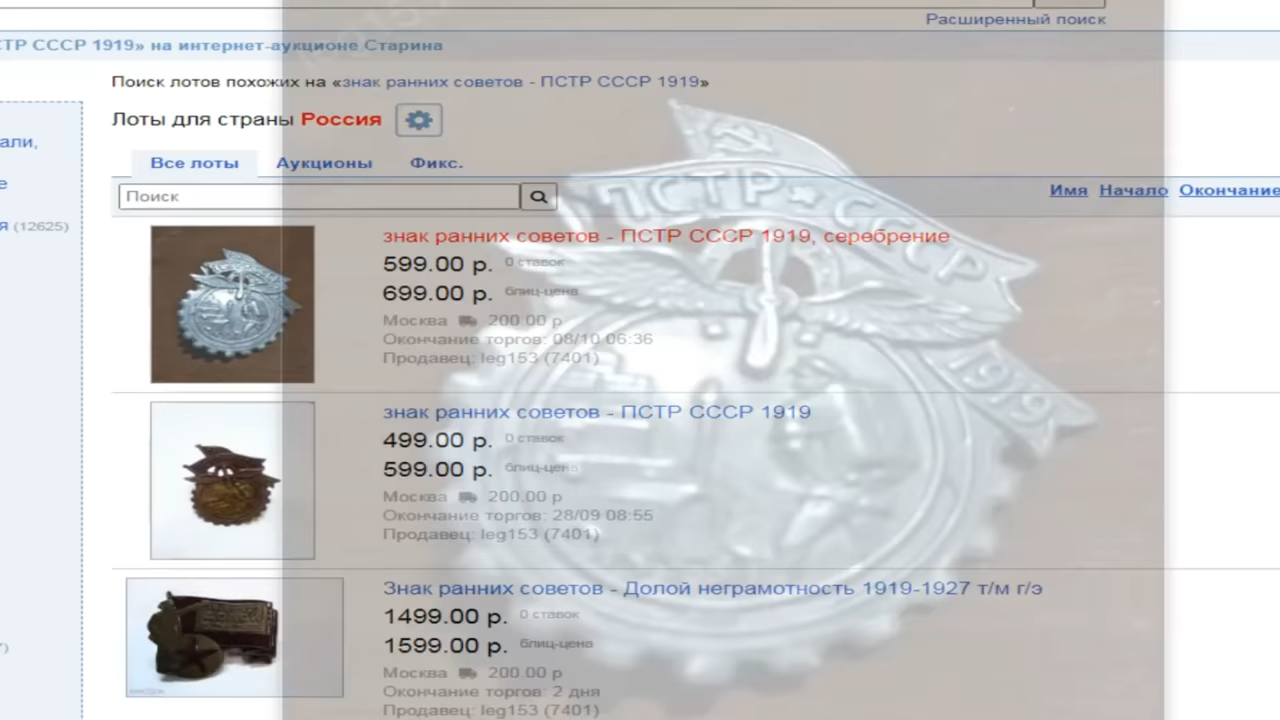 Расширенный поиск
ТР СССР 1919» на интернет-аукционе Старина
Поиск лотов похожих на «знак ранних советов - ПСТР СССР 1919»
али,
е
я (12625)
Лоты для страны Россия
Все лоты Аукционы Фикс.
Поиск
Имя Начало Окончание
знак ранних советов - ПСТР СССР 1919, серебрение
599.00 р. 0 ставок
699.00 р. блиц-цена
Москва 200.00 р
Окончание торгов: 08/10 06:36
Продавец: leg153 (7401)
знак ранних советов - ПСТР СССР 1919
499.00 р. 0 ставок
599.00 р. блиц-цена
Москва 200.00 р
Окончание торгов: 28/09 08:55
Продавец: leg153 (7401)
Знак ранних советов - Долой неграмотность 1919-1927 т/м г/э
1499.00 р. 0 ставок
1599.00 р. блиц-цена
Москва 200.00 р
Окончание торгов: 2 дня
Продавец: leg153 (7401)
ПСТР СССР
1919